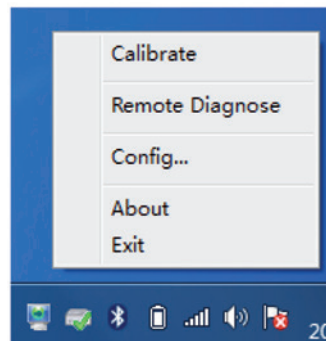 Calibrate
Remote Diagnose
Config...
About
Exit
20